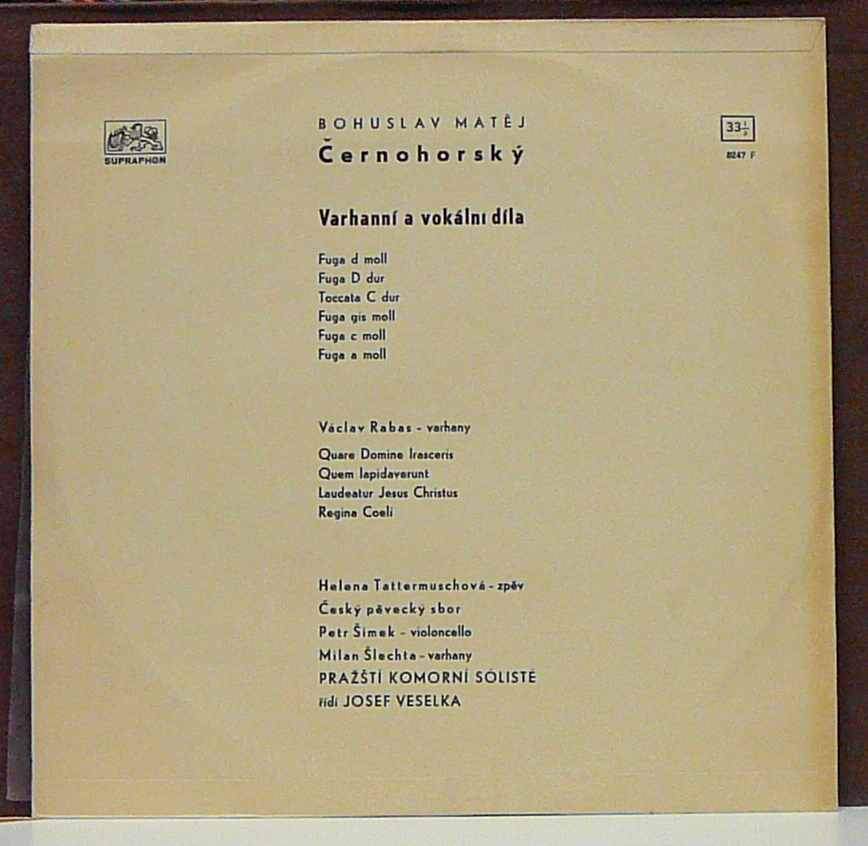 BOHUSLAV MATĚJ
Černohorský
SUPRAPHON
33⅓
8247 F
Varhanní a vokální díla
Fuga d moll
Fuga D dur
Toccata C dur
Fuga gis moll
Fuga c moll
Fuga a moll
Václav Rabas - varhany
Quare Domine Irasceris
Quem lapidaverunt
Laudeatur Jesus Christus
Regina Coeli
Helena Tattermuschová - zpěv
Český pěvecký sbor
Petr Šimek - violoncello
Milan Šlechta - varhany
PRAŽŠTÍ KOMORNÍ SÓLISTÉ
řídí JOSEF VESELKA